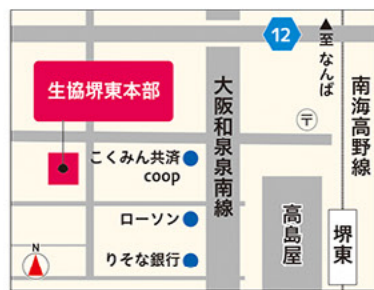 12
▲至 なんば
南海高野線
生協堺東本部
大阪和泉泉南線
〒
こくみん共済
coop
ローソン
高島屋
堺東
りそな銀行
N